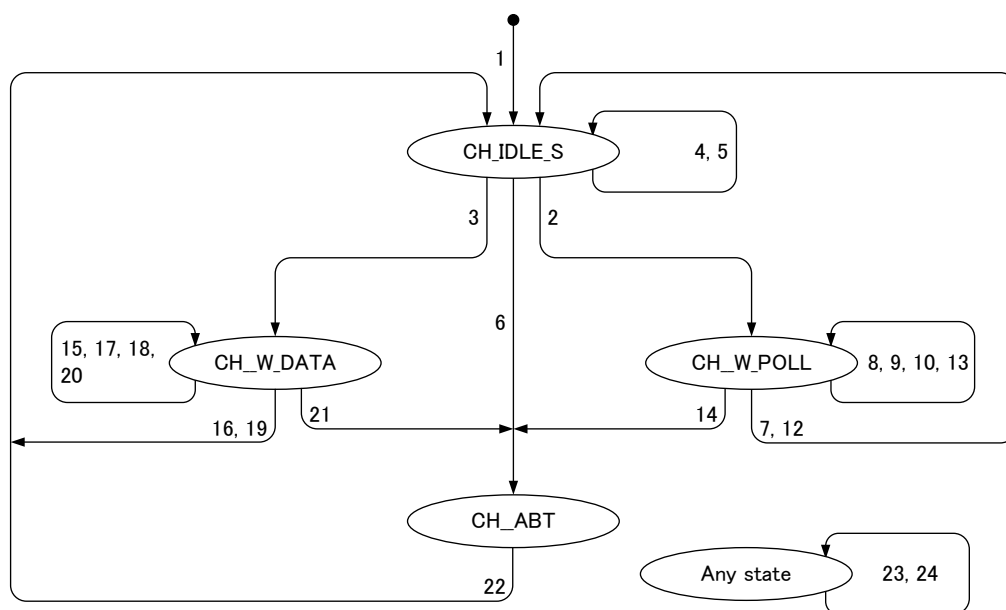 1
CH_IDLE_S
4, 5
3
2
6
15, 17, 18,
20
CH_W_DATA
CH_W_POLL
8, 9, 10, 13
16, 19
21
14
7, 12
CH_ABT
Any state
23, 24
22